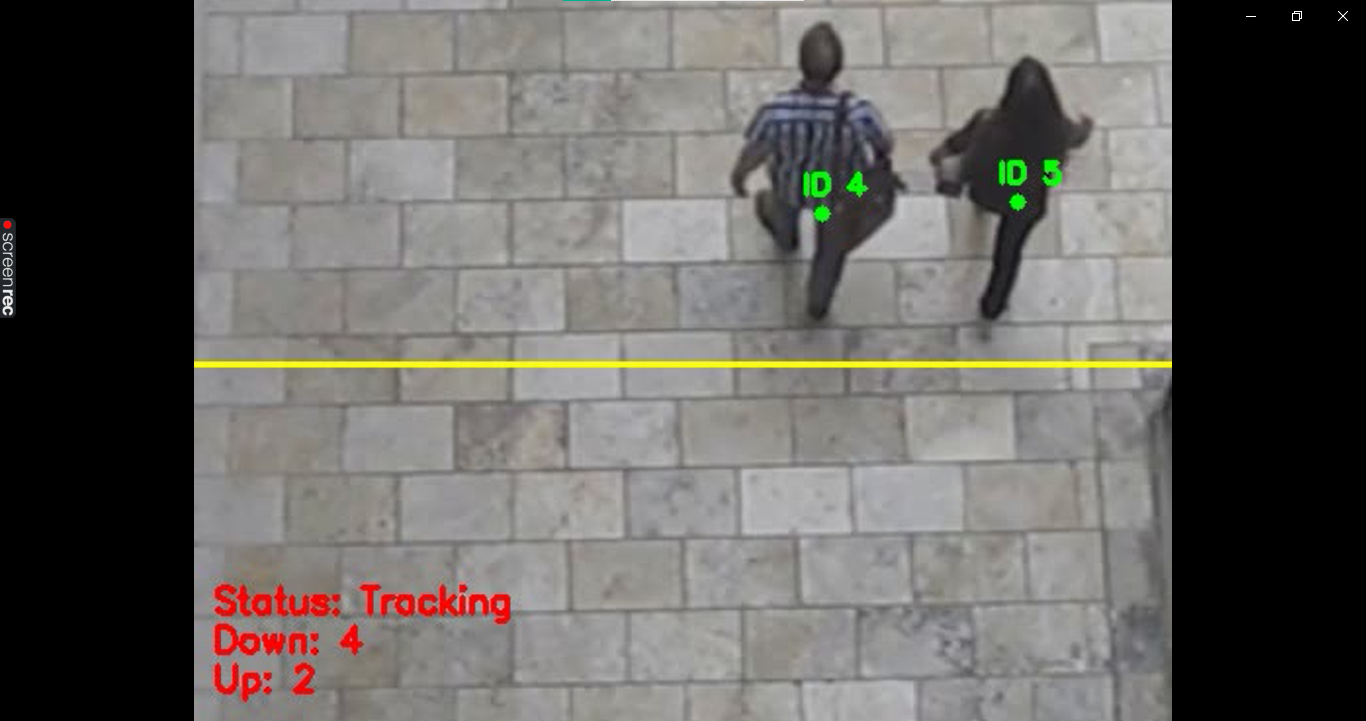 ID 4
ID 5
screenrec
Status: Tracking
Down: 4
Up: 2